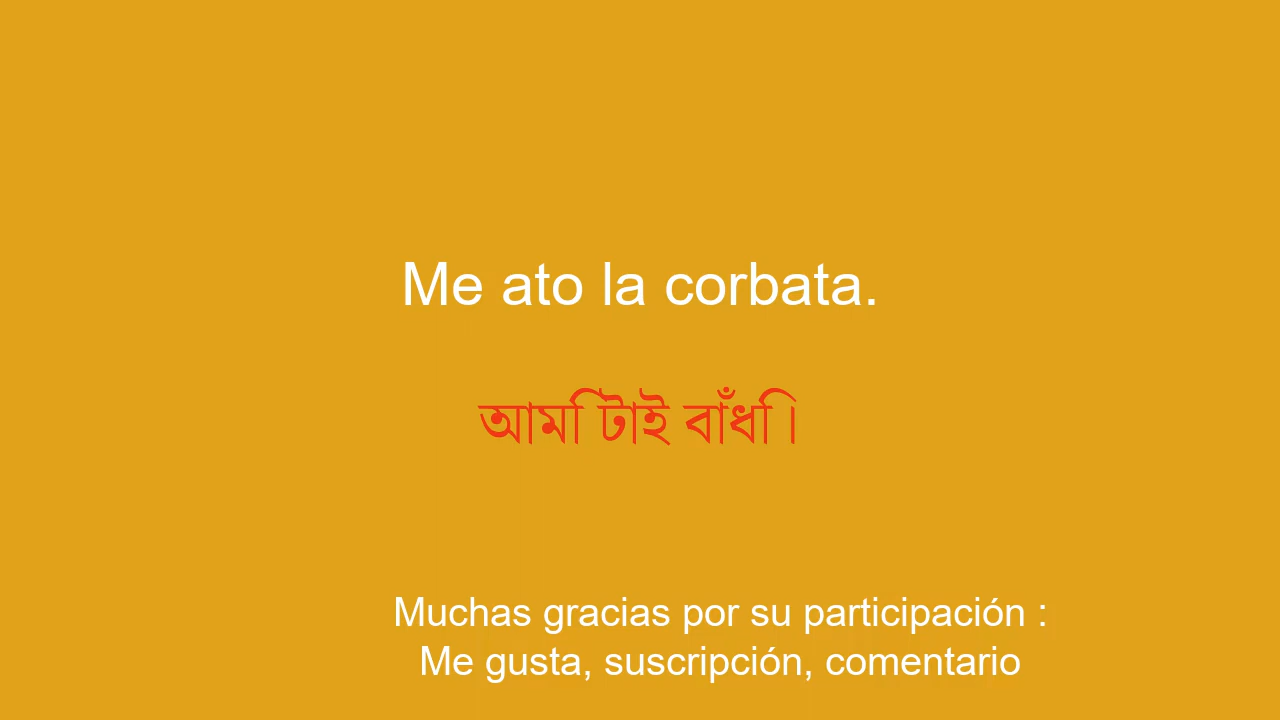 Me ato la corbata.
আমি টাই বাঁধি।
Muchas gracias por su participación :
Me gusta, suscripción, comentario